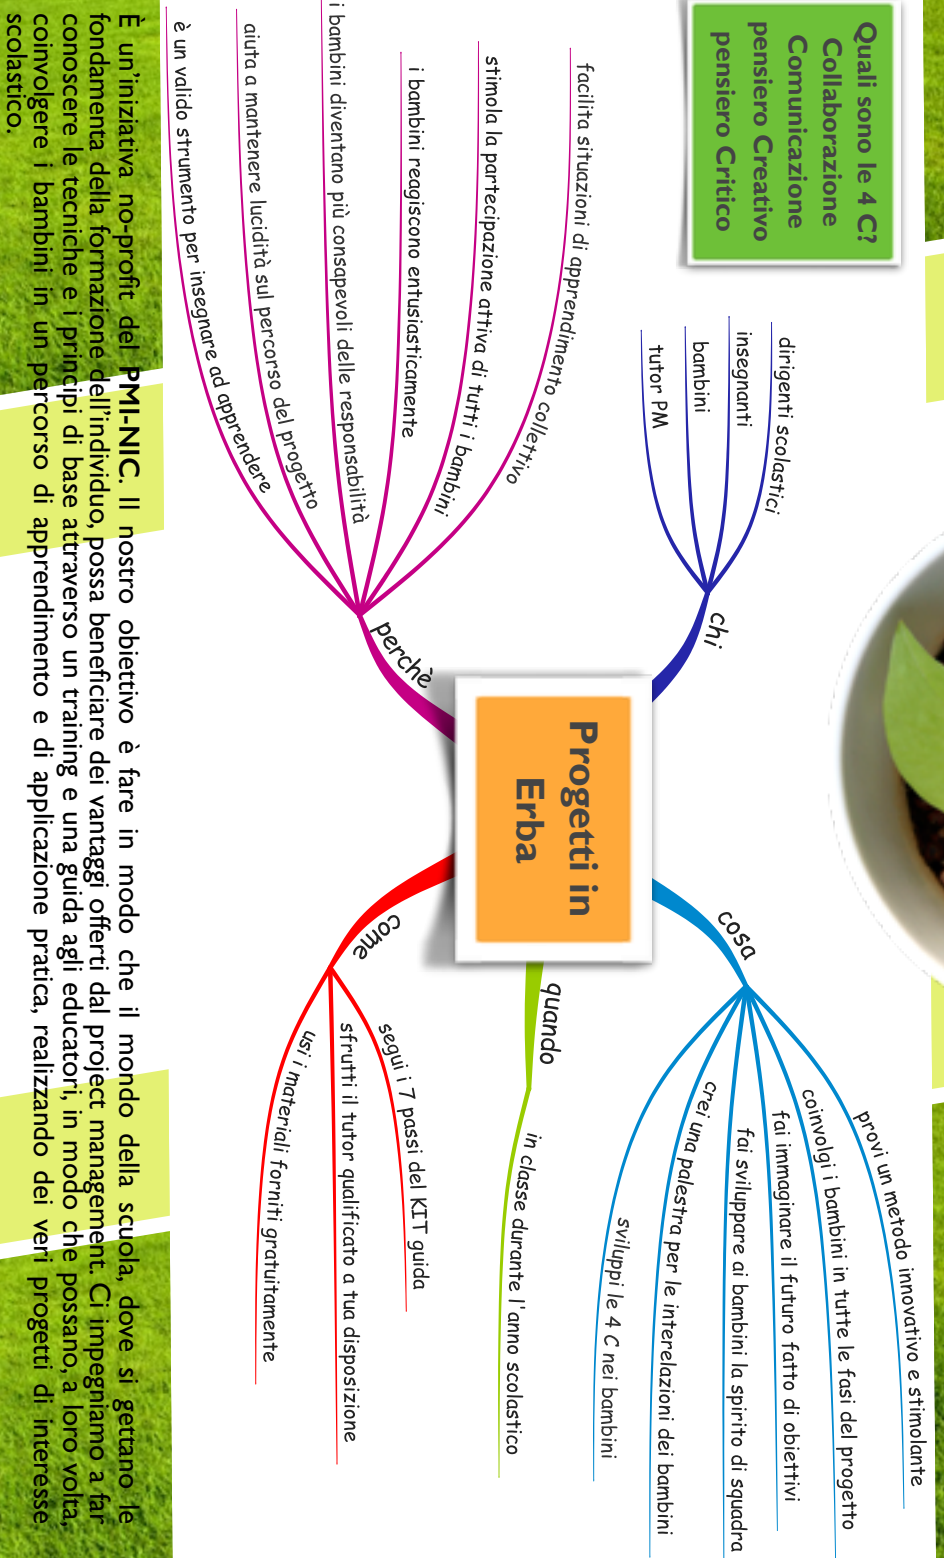 Quali sono le 4 C?
Collaborazione
Comunicazione
pensiero Creativo
pensiero Critico
Progetti in
Erba
chi
dirigenti scolastici
insegnanti
bambini
tutor PM
cosa
provi un metodo innovativo e stimolante
coinvolgi i bambini in tutte le fasi del progetto
fai immaginare il futuro fatto di obiettivi
fai sviluppare ai bambini la spirito di squadra
crei una palestra per le interelazioni dei bambini
sviluppi le 4 C nei bambini
quando
in classe durante l'anno scolastico
come
segui i 7 passi del KIT guida
sfrutti il tutor qualificato a tua disposizione
usi i materiali forniti gratuitamente
perchè
facilita situazioni di apprendimento collettivo
stimola la partecipazione attiva di tutti i bambini
i bambini reagiscono entusiasticamente
i bambini diventano più consapevoli delle responsabilità
aiuta a mantenere lucidità sul percorso del progetto
è un valido strumento per insegnare ad apprendere
È un'iniziativa no-profit del PMI-NIC. Il nostro obiettivo è fare in modo che il mondo della scuola, dove si gettano le
fondamenta della formazione dell'individuo, possa beneficiare dei vantaggi offerti dal project management. Ci impegniamo a far
conoscere le tecniche e i principi di base attraverso un training e una guida agli educatori, in modo che possano, a loro volta,
coinvolgere i bambini in un percorso di apprendimento e di applicazione pratica, realizzando dei veri progetti di interesse
scolastico.